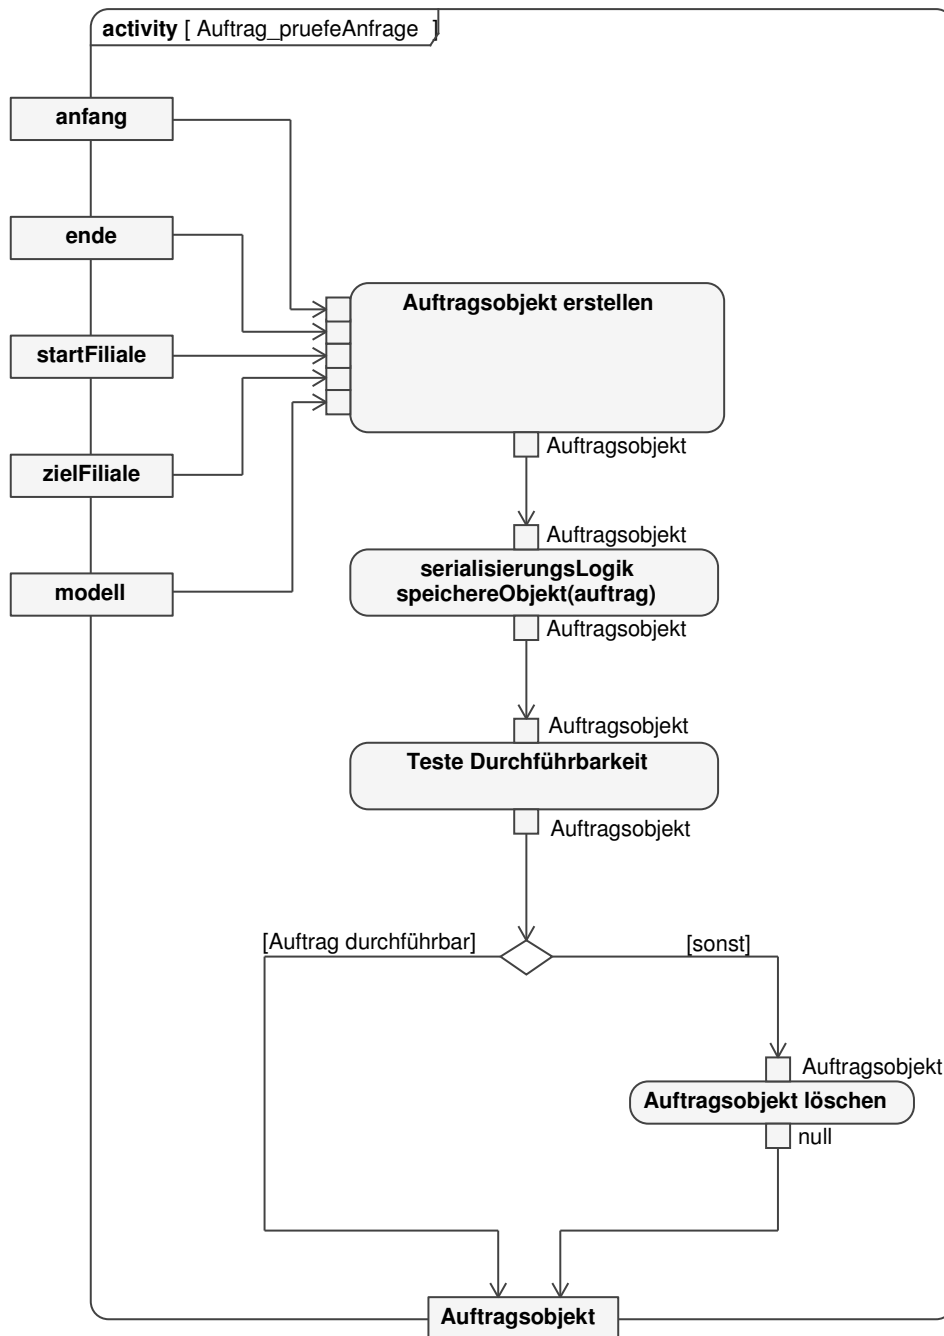 activity [ Auftrag_pruefeAnfrage ]
anfang
ende
startFiliale
zielFiliale
modell
Auftragsobjekt erstellen
Auftragsobjekt
Auftragsobjekt
serialisierungsLogik
speichereObjekt(auftrag)
Auftragsobjekt
Auftragsobjekt
Teste Durchführbarkeit
Auftragsobjekt
[Auftrag durchführbar]
[sonst]
Auftragsobjekt
Auftragsobjekt löschen
null
Auftragsobjekt